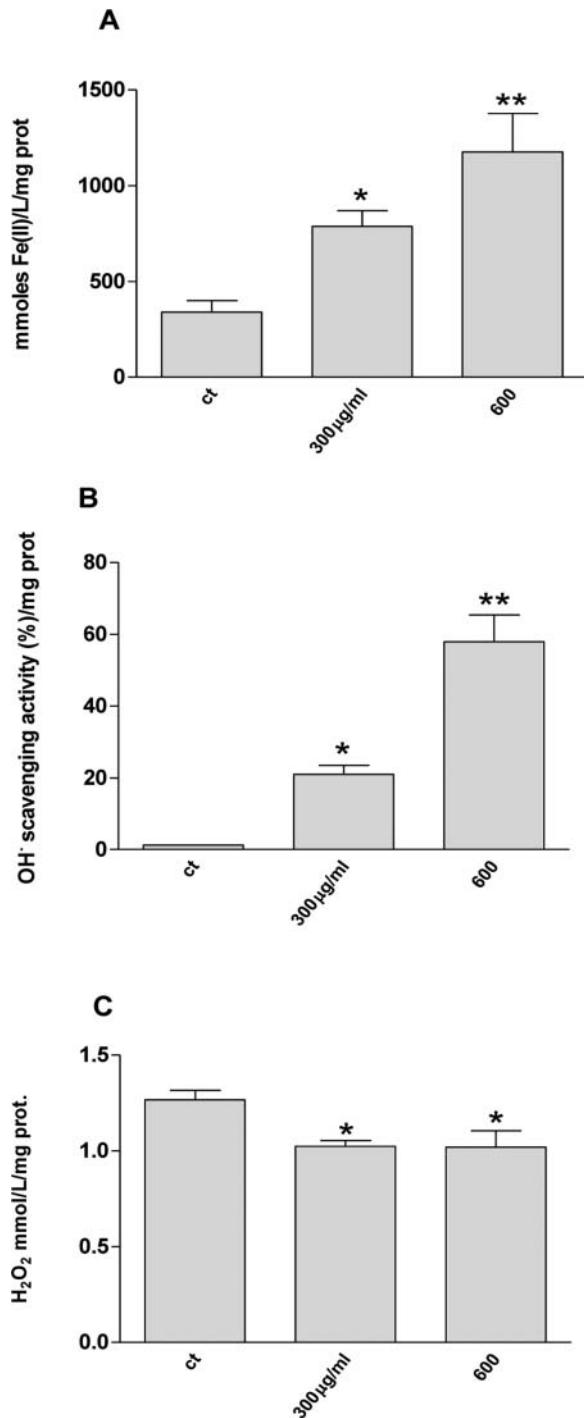 A
mmoles Fe(II)/L/mg prot
1500
1000
500
0
*
**
ct
300µg/ml
600
B
OH· scavenging activity (%)/mg prot
80
60
40
20
0
*
**
ct
300µg/ml
600
C
H₂O₂ mmol/L/mg prot.
1.5
1.0
0.5
0.0
*
*
ct
300µg/ml
600